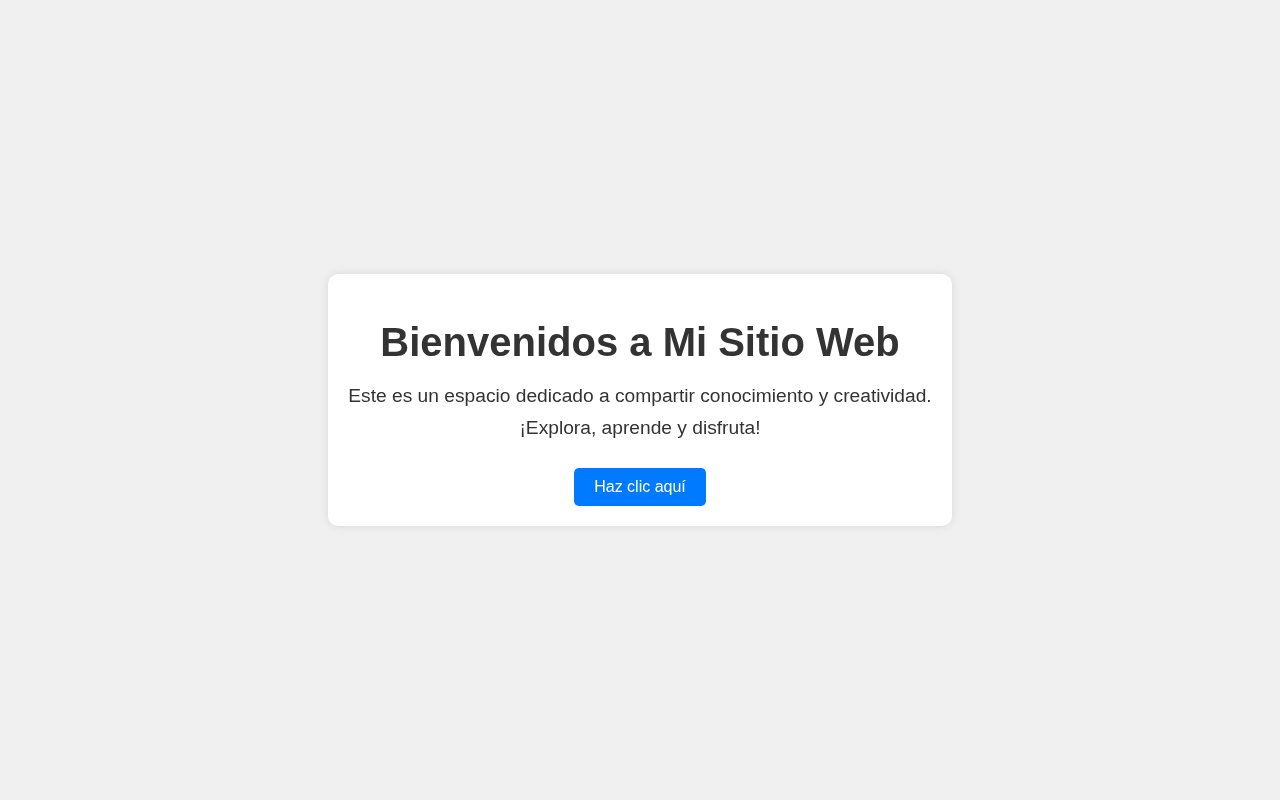 Bienvenidos a Mi Sitio Web
Este es un espacio dedicado a compartir conocimiento y creatividad.
¡Explora, aprende y disfruta!
Haz clic aquí